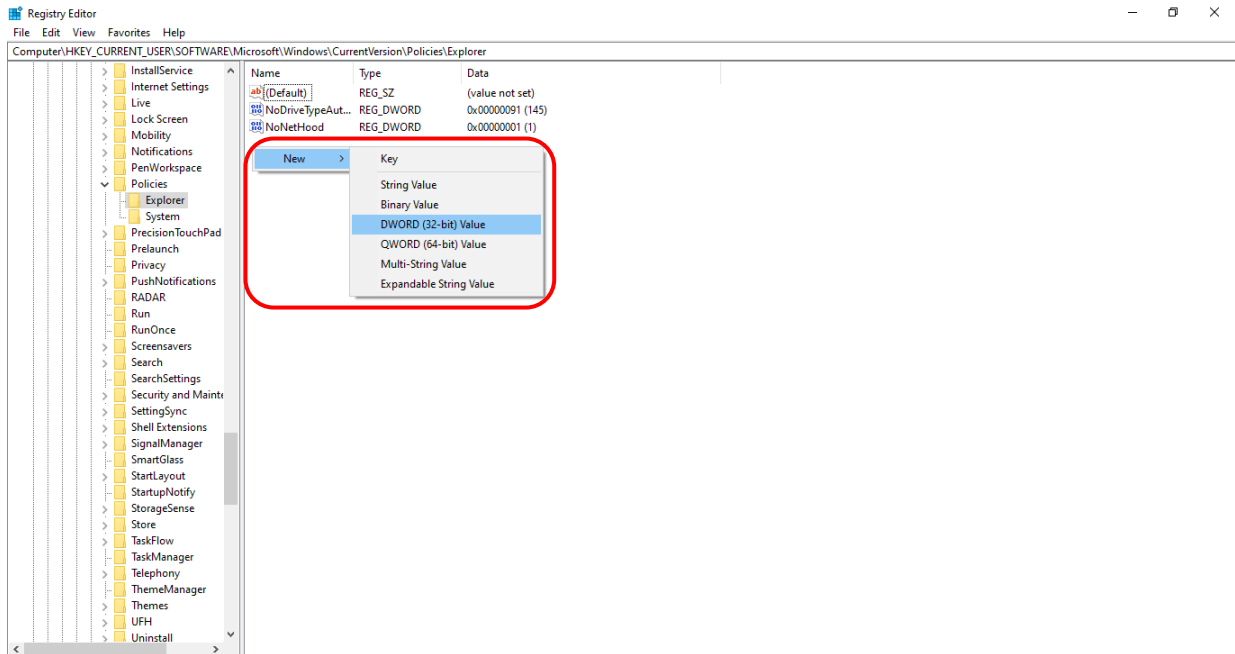 Registry Editor
File Edit View Favorites Help
Computer\HKEY_CURRENT_USER\SOFTWARE\Microsoft\Windows\CurrentVersion\Policies\Explorer
InstallService
Internet Settings
Live
Lock Screen
Mobility
Notifications
PenWorkspace
Policies
Explorer
System
PrecisionTouchPad
Prelaunch
Privacy
PushNotifications
RADAR
Run
RunOnce
Screensavers
Search
SearchSettings
Security and Mainte
SettingSync
Shell Extensions
SignalManager
SmartGlass
StartLayout
StartupNotify
StorageSense
Store
TaskFlow
TaskManager
Telephony
ThemeManager
Themes
UFH
Uninstall
Name Type Data
(Default) REG_SZ (value not set)
NoDriveTypeAut... REG_DWORD 0x00000091 (145)
NoNetHood REG_DWORD 0x00000001 (1)
New
Key
String Value
Binary Value
DWORD (32-bit) Value
QWORD (64-bit) Value
Multi-String Value
Expandable String Value